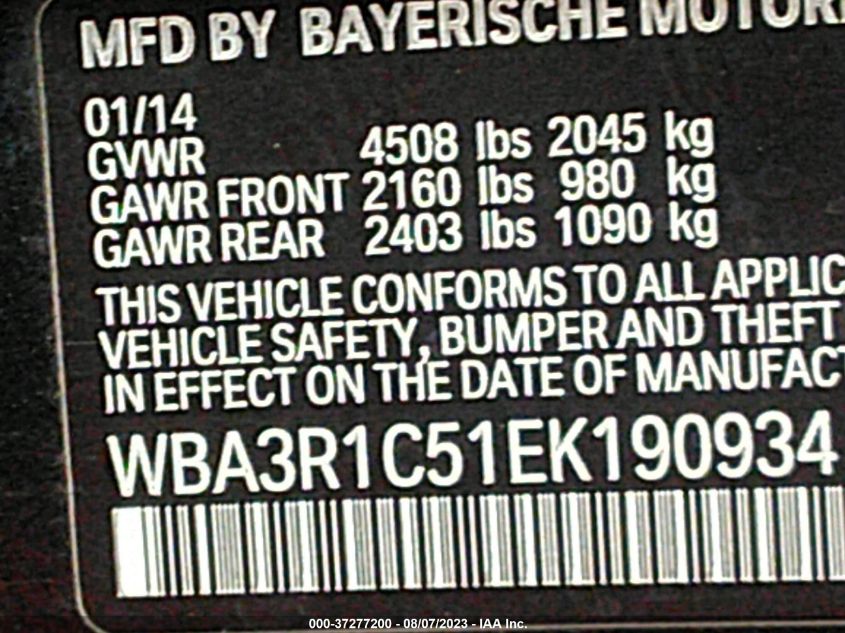 MFD BY BAYERISCHE MOTOR
01/14
GVWR 4508 lbs 2045 kg
GAWR FRONT 2160 lbs 980 kg
GAWR REAR 2403 lbs 1090 kg
THIS VEHICLE CONFORMS TO ALL APPLIC
VEHICLE SAFETY, BUMPER AND THEFT
IN EFFECT ON THE DATE OF MANUFACT
WBA3R1C51EK190934
000-37277200 - 08/07/2023 - IAA Inc.